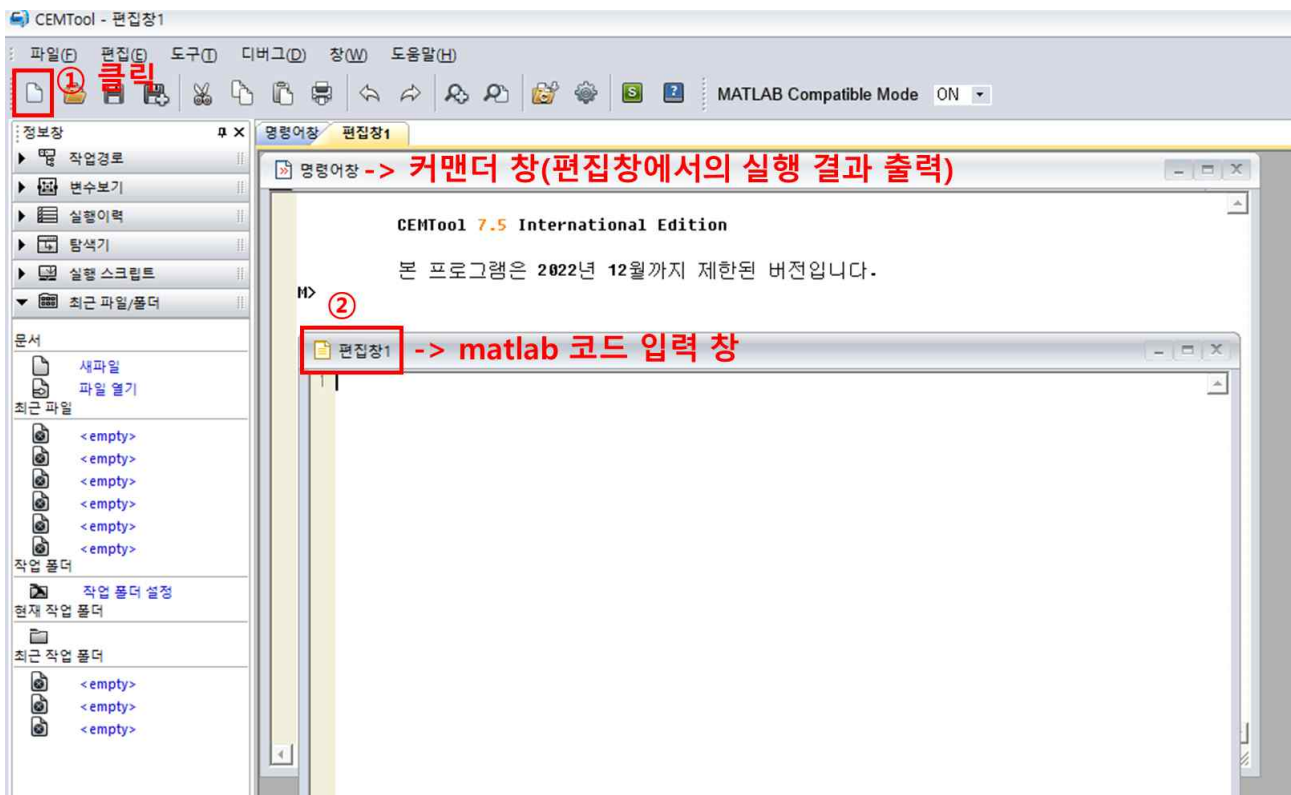 CEMTool - 편집창1
파일(F) 편집(E) 도구(T) 디버그(D) 창(W) 도움말(H)
① 클릭
MATLAB Compatible Mode ON
정보창
작업경로
변수보기
실행이력
탐색기
실행 스크립트
최근 파일/폴더
문서
새파일
파일 열기
최근 파일
<empty>
<empty>
<empty>
<empty>
<empty>
<empty>
작업 폴더
작업 폴더 설정
현재 작업 폴더
최근 작업 폴더
<empty>
<empty>
<empty>
명령어창 편집창1
명령어창 -> 커맨더 창(편집창에서의 실행 결과 출력)
CEMTool 7.5 International Edition
본 프로그램은 2022년 12월까지 제한된 버전입니다.
M>
②
편집창1 -> matlab 코드 입력 창
1